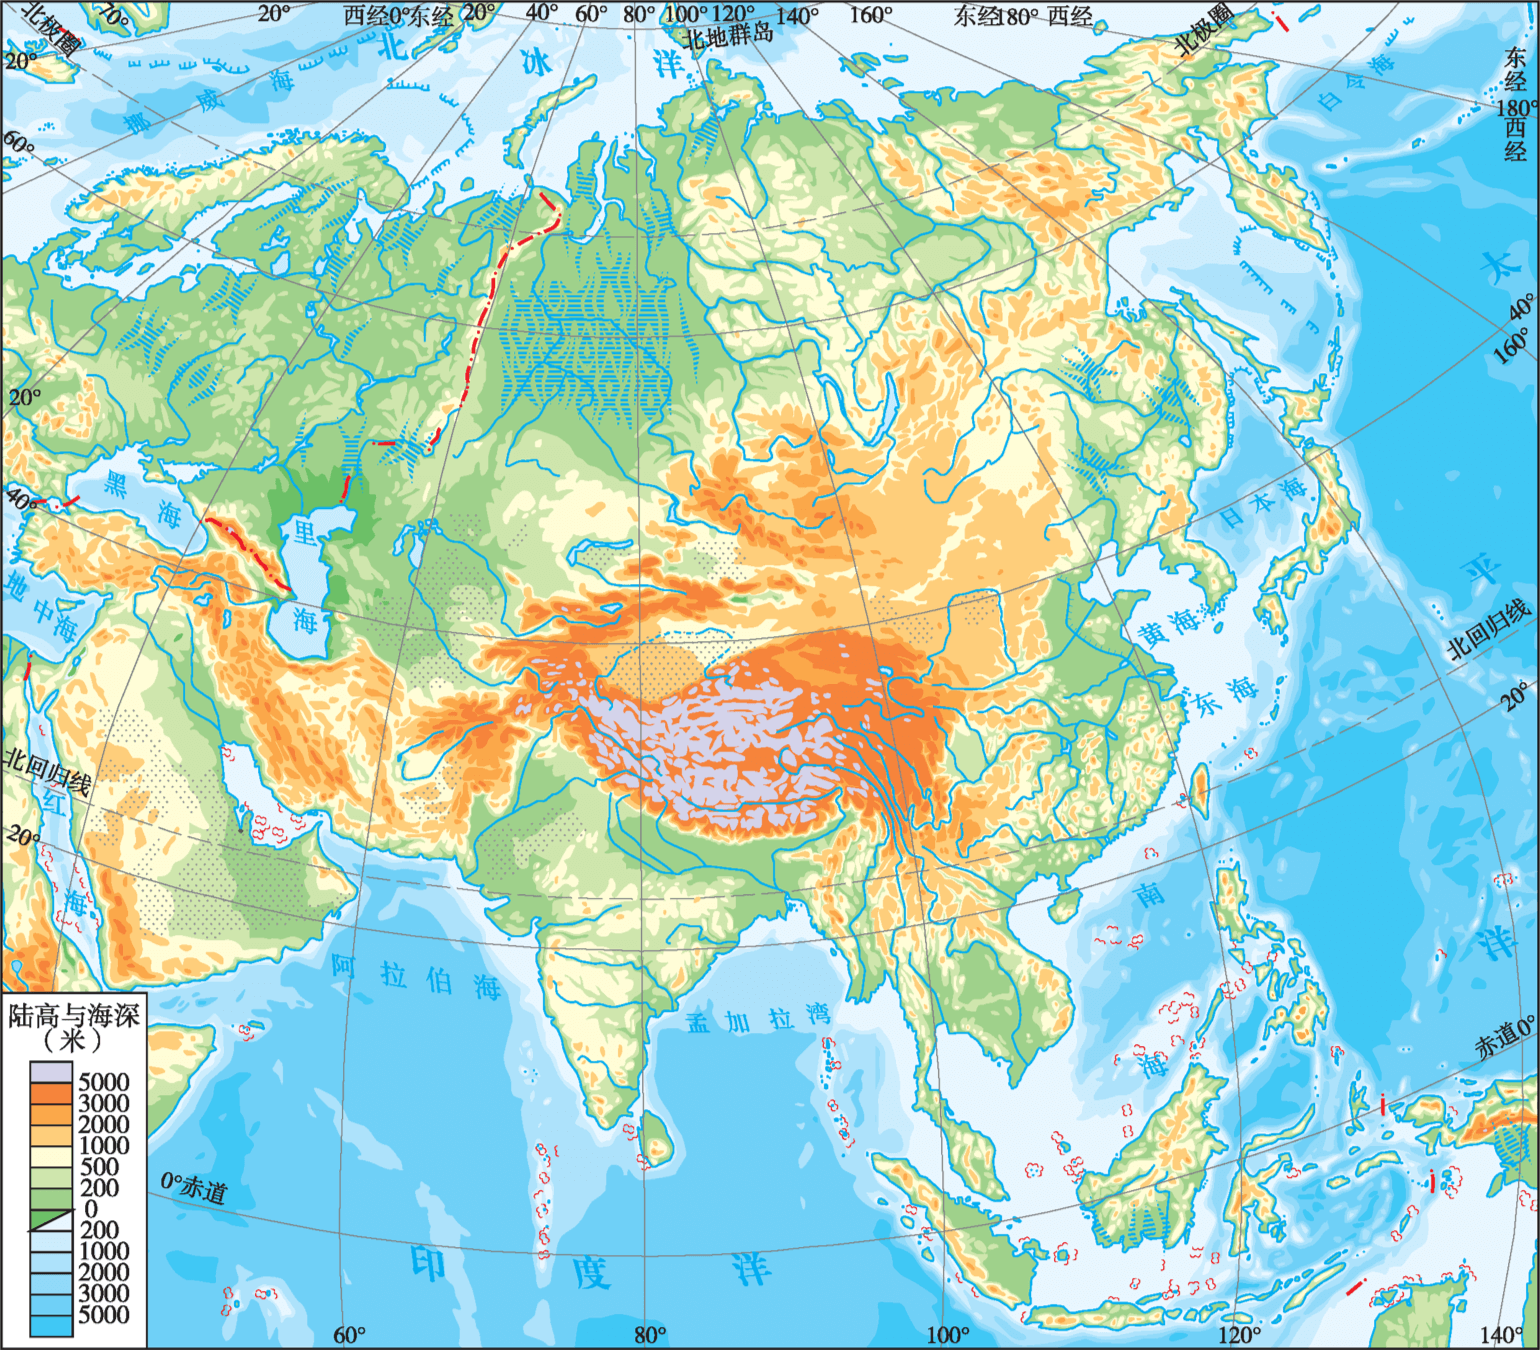 70°
20°
西经0°东经
20°
40°
60°
80°
100°
120°
140°
160°
东经180° 西经
北极圈
北极圈
北地群岛
北冰洋
20°
挪威海
白令海
东经
180°
西经
60°
太平洋
40°
160°
20°
40°
黑海
里海
地中海
日本海
黄海
东海
北回归线
20°
北回归线
20°
红海
阿拉伯海
孟加拉湾
南海
赤道0°
陆高与海深
(米)
5000
3000
2000
1000
500
200
0
200
1000
2000
3000
5000
0°赤道
印度洋
60°
80°
100°
120°
140°